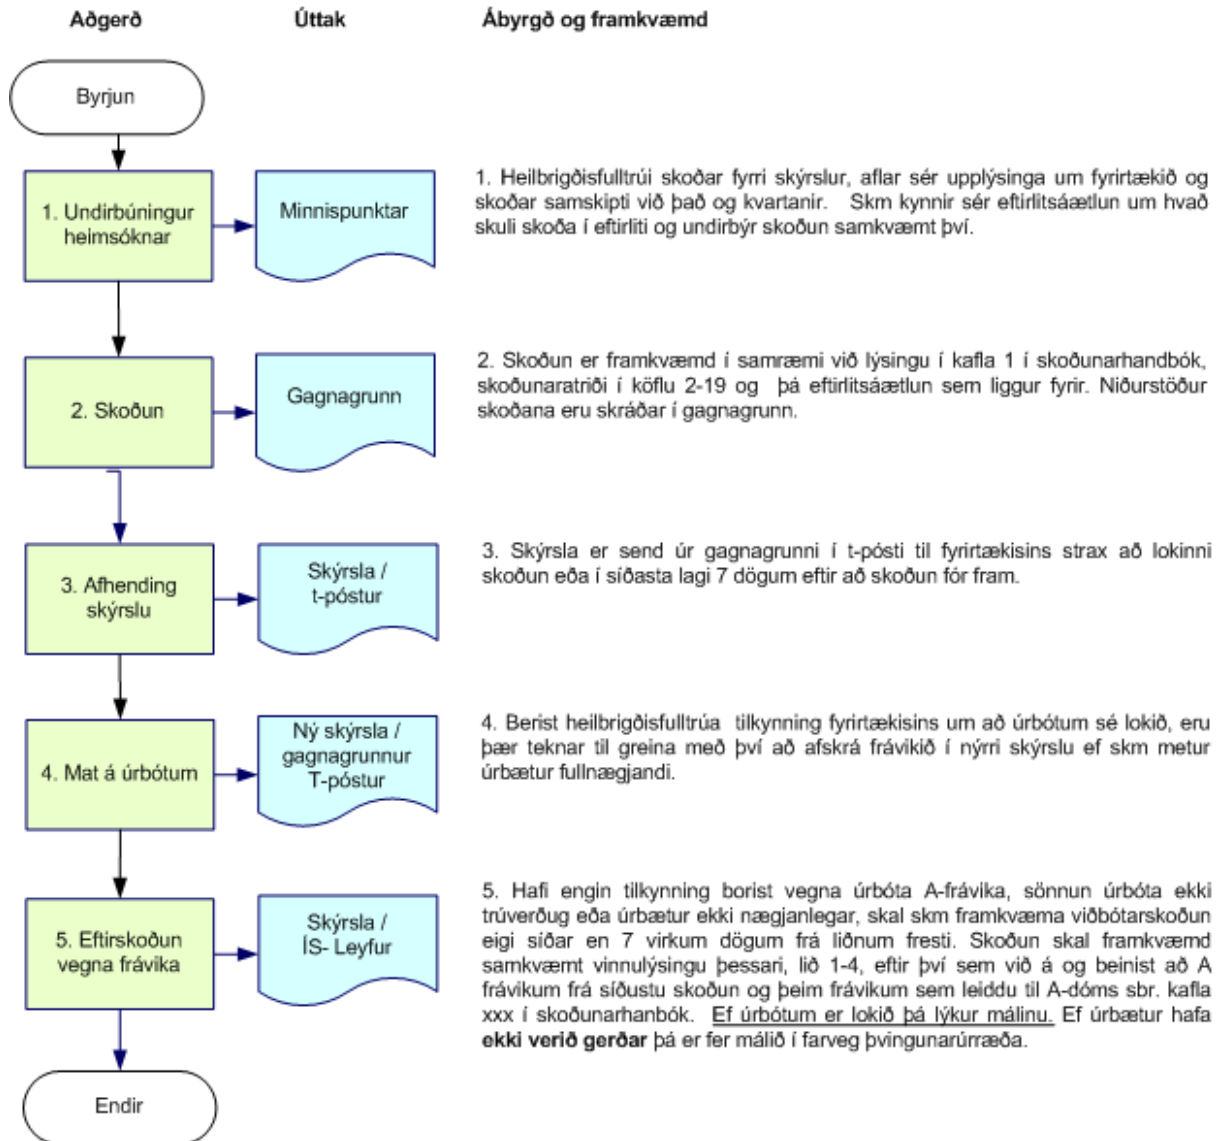 Aðgerð Úttak Ábyrgð og framkvæmd
Byrjun
1. Undirbúningur
heimsóknar
Minnispunktar
1. Heilbrigðisfulltrúi skoðar fyrri skýrslur, aflar sér upplýsinga um fyrirtækið og
skoðar samskipti við það og kvartanir. Skm kynnir sér eftirlitsáætlun um hvað
skuli skoða í eftirliti og undirbýr skoðun samkvæmt því.
2. Skoðun
Gagnagrunn
2. Skoðun er framkvæmd í samræmi við lýsingu í kafla 1 í skoðunarhandbók,
skoðunaratriði í köflu 2-19 og þá eftirlitsáætlun sem liggur fyrir. Niðurstöður
skoðana eru skráðar í gagnagrunn.
3. Afhending
skýrslu
Skýrsla /
t-póstur
3. Skýrsla er send úr gagnagrunni í t-pósti til fyrirtækisins strax að lokinni
skoðun eða í síðasta lagi 7 dögum eftir að skoðun fór fram.
4. Mat á úrbótum
Ný skýrsla /
gagnagrunnur
T-póstur
4. Berist heilbrigðisfulltrúa tilkynning fyrirtækisins um að úrbótum sé lokið, eru
þær teknar til greina með því að afskrá frávikið í nýrri skýrslu ef skm metur
úrbætur fullnægjandi.
5. Eftirskoðun
vegna frávika
Skýrsla /
ÍS- Leyfur
5. Hafi engin tilkynning borist vegna úrbóta A-frávika, sönnun úrbóta ekki
trúverðug eða úrbætur ekki nægjanlegar, skal skm framkvæma viðbótarskoðun
eigi síðar en 7 virkum dögum frá liðnum fresti. Skoðun skal framkvæmd
samkvæmt vinnulýsingu þessari, lið 1-4, eftir því sem við á og beinist að A
frávikum frá síðustu skoðun og þeim frávikum sem leiddu til A-dóms sbr. kafla
xxx í skoðunarhanbók. Ef úrbótum er lokið þá lýkur málinu. Ef úrbætur hafa
ekki verið gerðar þá er fer málið í farveg þvingunarúrræða.
Endir